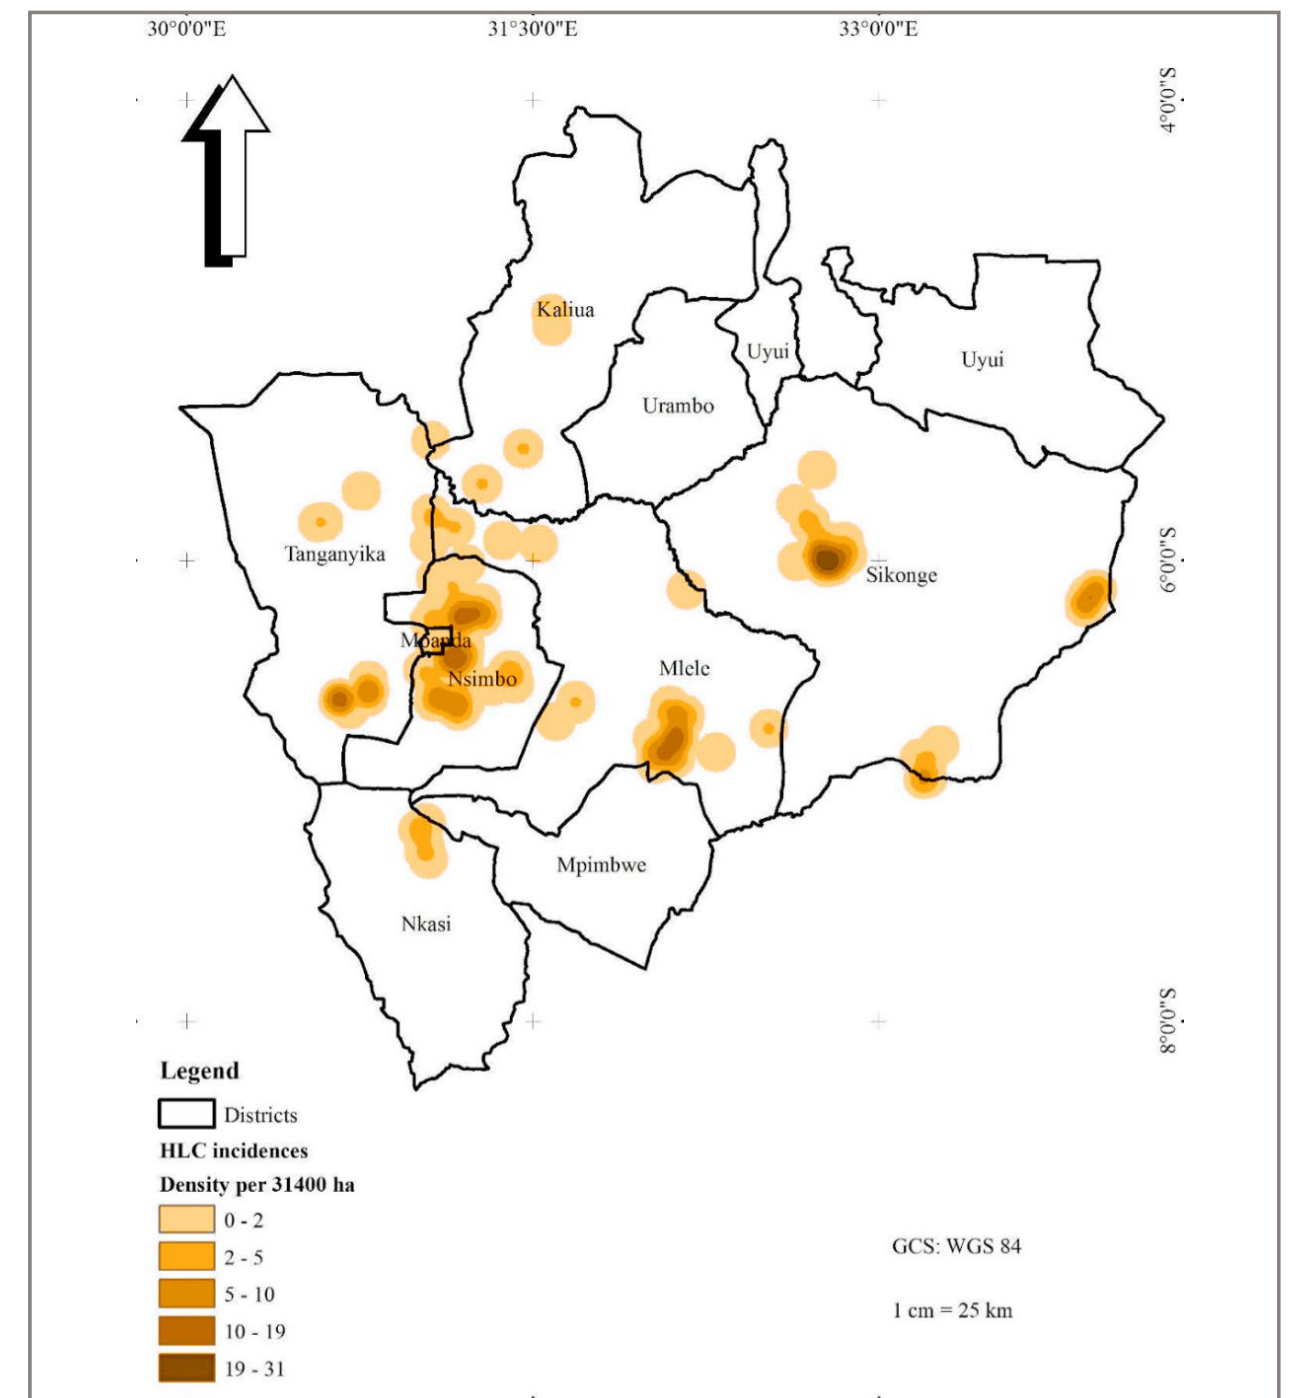 30°0'0"E 31°30'0"E 33°0'0"E
4°0'0"S
Kaliua
Uyui
Uyui
Urambo
Tanganyika
6°0'0"S
Sikonge
Mpanda
Mlele
Nsimbo
Mpimbwe
Nkasi
8°0'0"S
Legend
Districts
HLC incidences
Density per 31400 ha
0 - 2
2 - 5
5 - 10
10 - 19
19 - 31
GCS: WGS 84
1 cm = 25 km